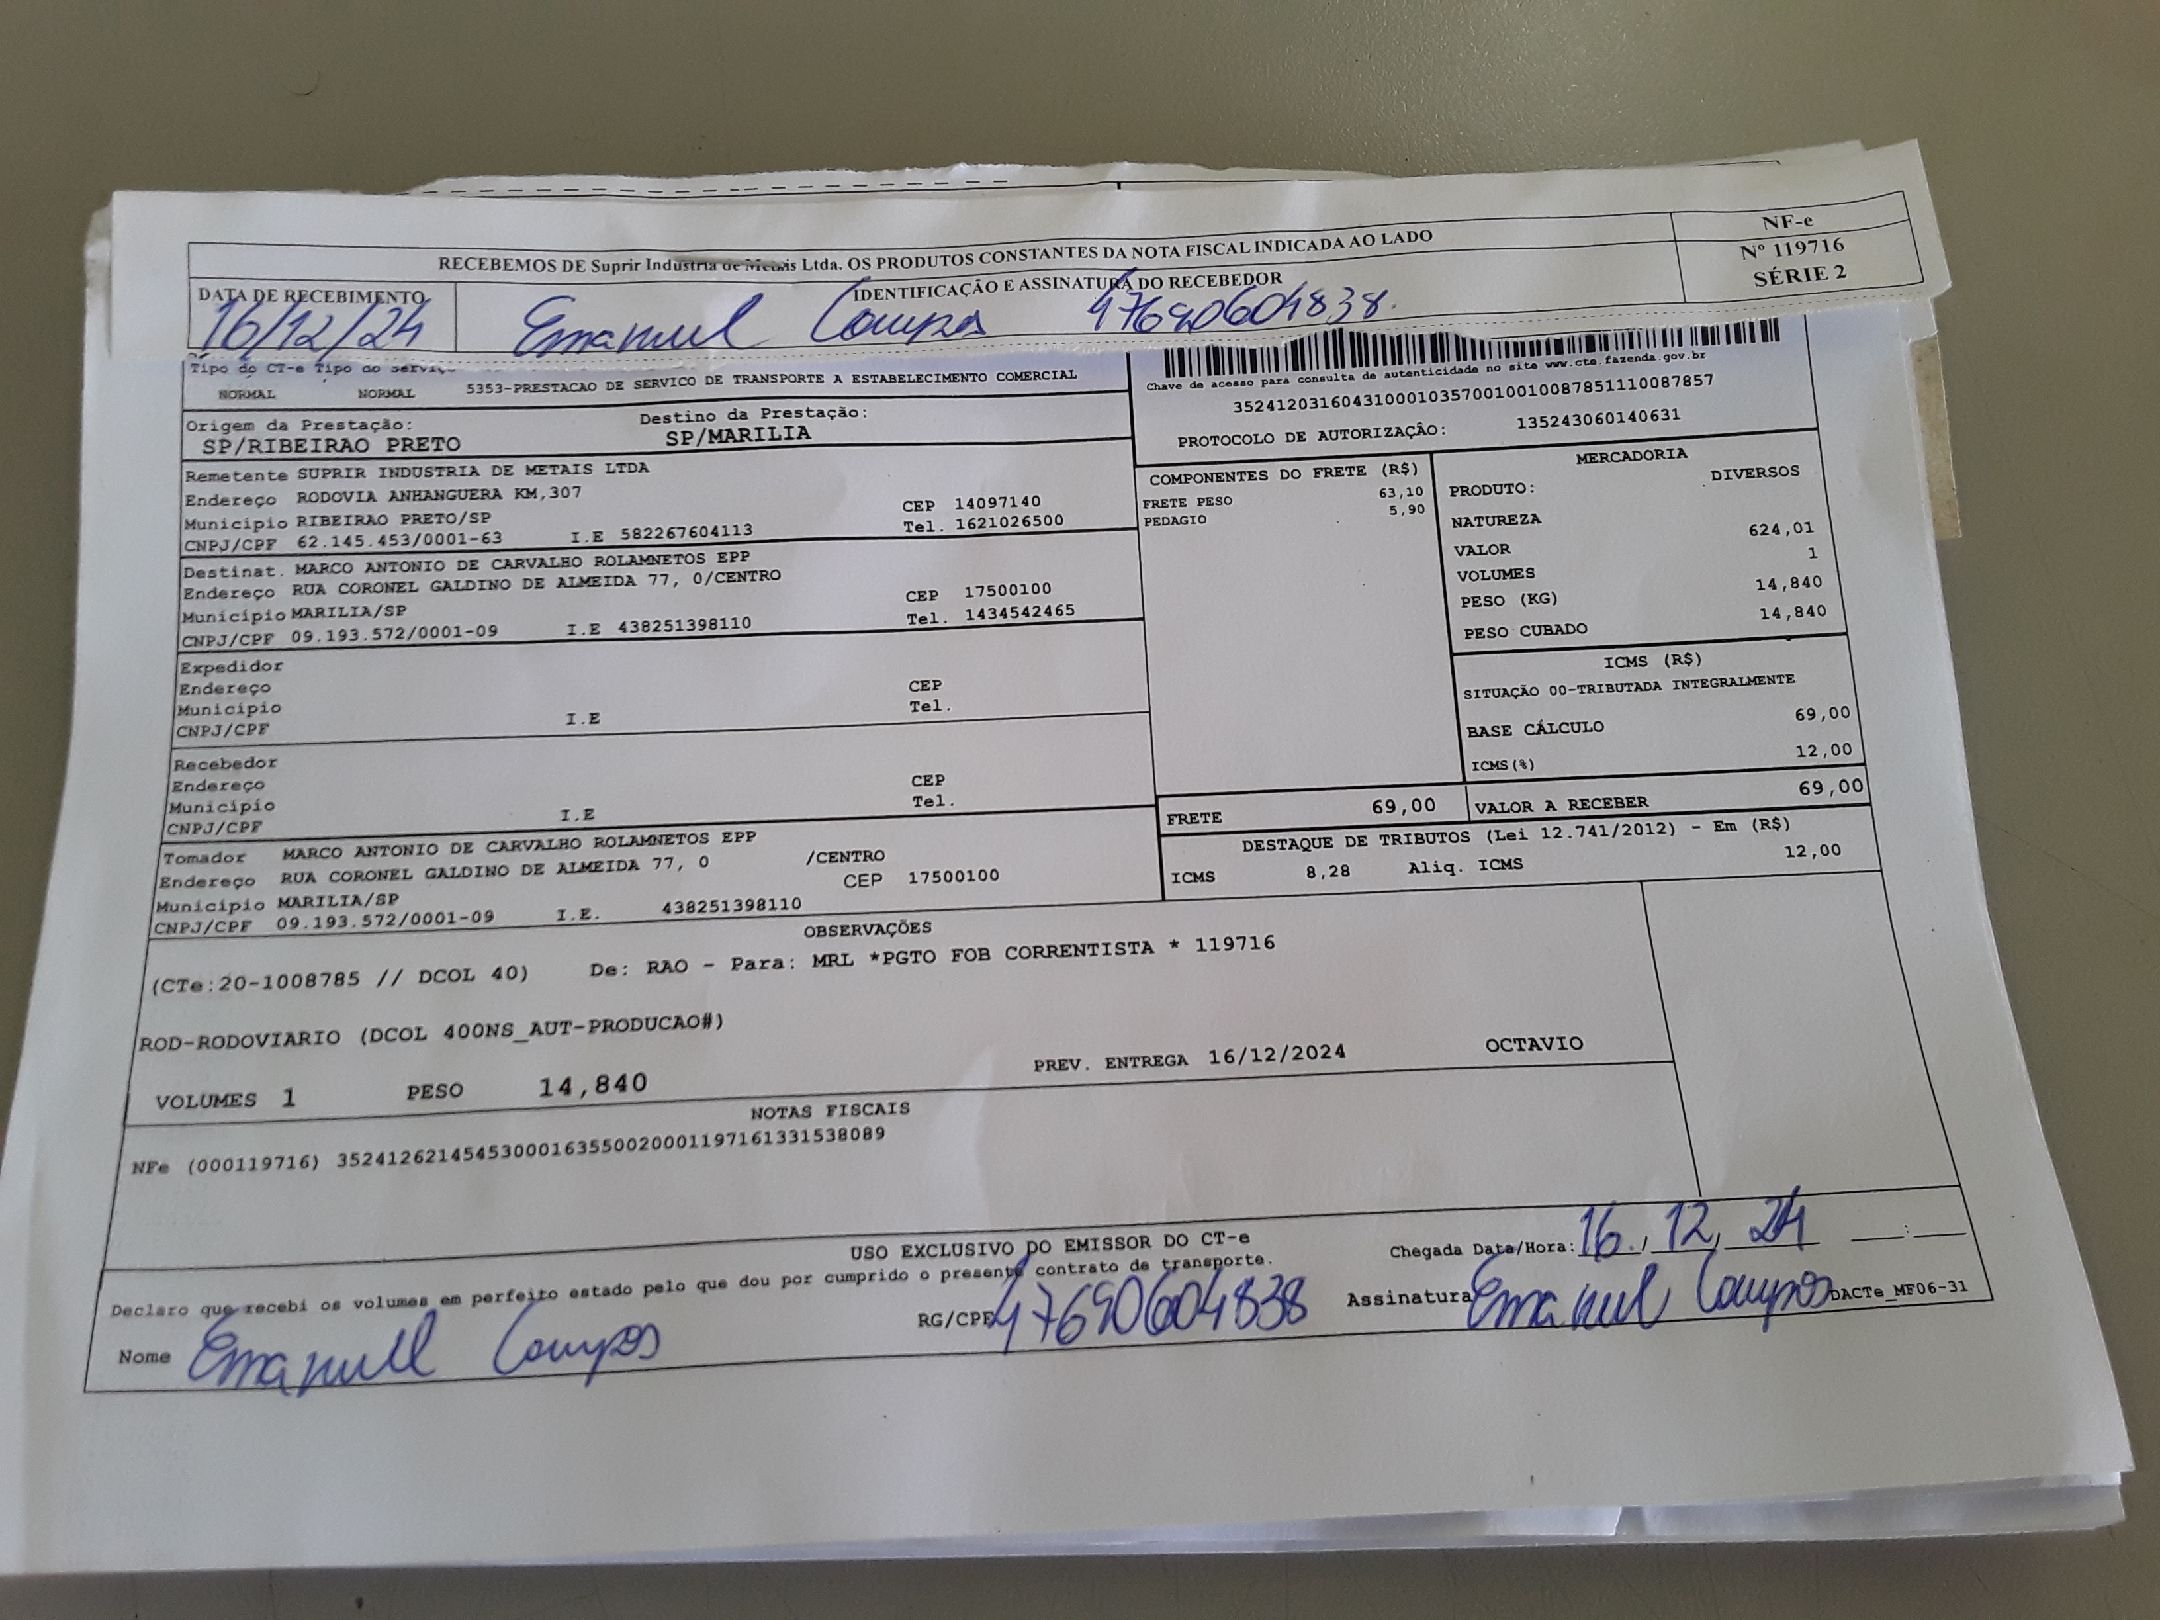 RECEBEMOS DE Suprir Industria de Metais Ltda. OS PRODUTOS CONSTANTES DA NOTA FISCAL INDICADA AO LADO
NF-e
Nº 119716
SÉRIE 2
DATA DE RECEBIMENTO
IDENTIFICAÇÃO E ASSINATURA DO RECEBEDOR
16/12/24 Emanuel Campos 47690604838.
Tipo do CT-e Tipo do serviço
NORMAL NORMAL 5353-PRESTACAO DE SERVICO DE TRANSPORTE A ESTABELECIMENTO COMERCIAL
Chave de acesso para consulta de autenticidade no site www.cte.fazenda.gov.br
35241203160431000103570010010087851110087857
PROTOCOLO DE AUTORIZAÇÃO: 135243060140631
Origem da Prestação: Destino da Prestação:
SP/RIBEIRAO PRETO SP/MARILIA
Remetente SUPRIR INDUSTRIA DE METAIS LTDA
Endereço RODOVIA ANHANGUERA KM,307 CEP 14097140
Município RIBEIRAO PRETO/SP Tel. 1621026500
CNPJ/CPF 62.145.453/0001-63 I.E 582267604113
Destinat. MARCO ANTONIO DE CARVALHO ROLAMNETOS EPP
Endereço RUA CORONEL GALDINO DE ALMEIDA 77, 0/CENTRO CEP 17500100
Município MARILIA/SP Tel. 1434542465
CNPJ/CPF 09.193.572/0001-09 I.E 438251398110
Expedidor
Endereço CEP
Município Tel.
CNPJ/CPF I.E
Recebedor
Endereço CEP
Município Tel.
CNPJ/CPF I.E
Tomador MARCO ANTONIO DE CARVALHO ROLAMNETOS EPP
Endereço RUA CORONEL GALDINO DE ALMEIDA 77, 0 /CENTRO
Município MARILIA/SP CEP 17500100
CNPJ/CPF 09.193.572/0001-09 I.E. 438251398110
COMPONENTES DO FRETE (R$)
FRETE PESO 63,10
PEDAGIO 5,90
MERCADORIA
PRODUTO: DIVERSOS
NATUREZA
VALOR 624,01
VOLUMES 1
PESO (KG) 14,840
PESO CUBADO 14,840
ICMS (R$)
SITUAÇÃO 00-TRIBUTADA INTEGRALMENTE
BASE CÁLCULO 69,00
ICMS(%) 12,00
FRETE 69,00 VALOR A RECEBER 69,00
DESTAQUE DE TRIBUTOS (Lei 12.741/2012) - Em (R$)
ICMS 8,28 Aliq. ICMS 12,00
OBSERVAÇÕES
(CTe:20-1008785 // DCOL 40) De: RAO - Para: MRL *PGTO FOB CORRENTISTA * 119716
ROD-RODOVIARIO (DCOL 400NS_AUT-PRODUCAO#)
VOLUMES 1 PESO 14,840 PREV. ENTREGA 16/12/2024 OCTAVIO
NOTAS FISCAIS
NFe (000119716) 35241262145453000163550020001197161331538089
USO EXCLUSIVO DO EMISSOR DO CT-e
Declaro que recebi os volumes em perfeito estado pelo que dou por cumprido o presente contrato de transporte.
Chegada Data/Hora: 16 / 12 / 24 __:__
Nome Emanuell Campos RG/CPF 47690604838 Assinatura Emanuel Campos DACTe_MF06-31